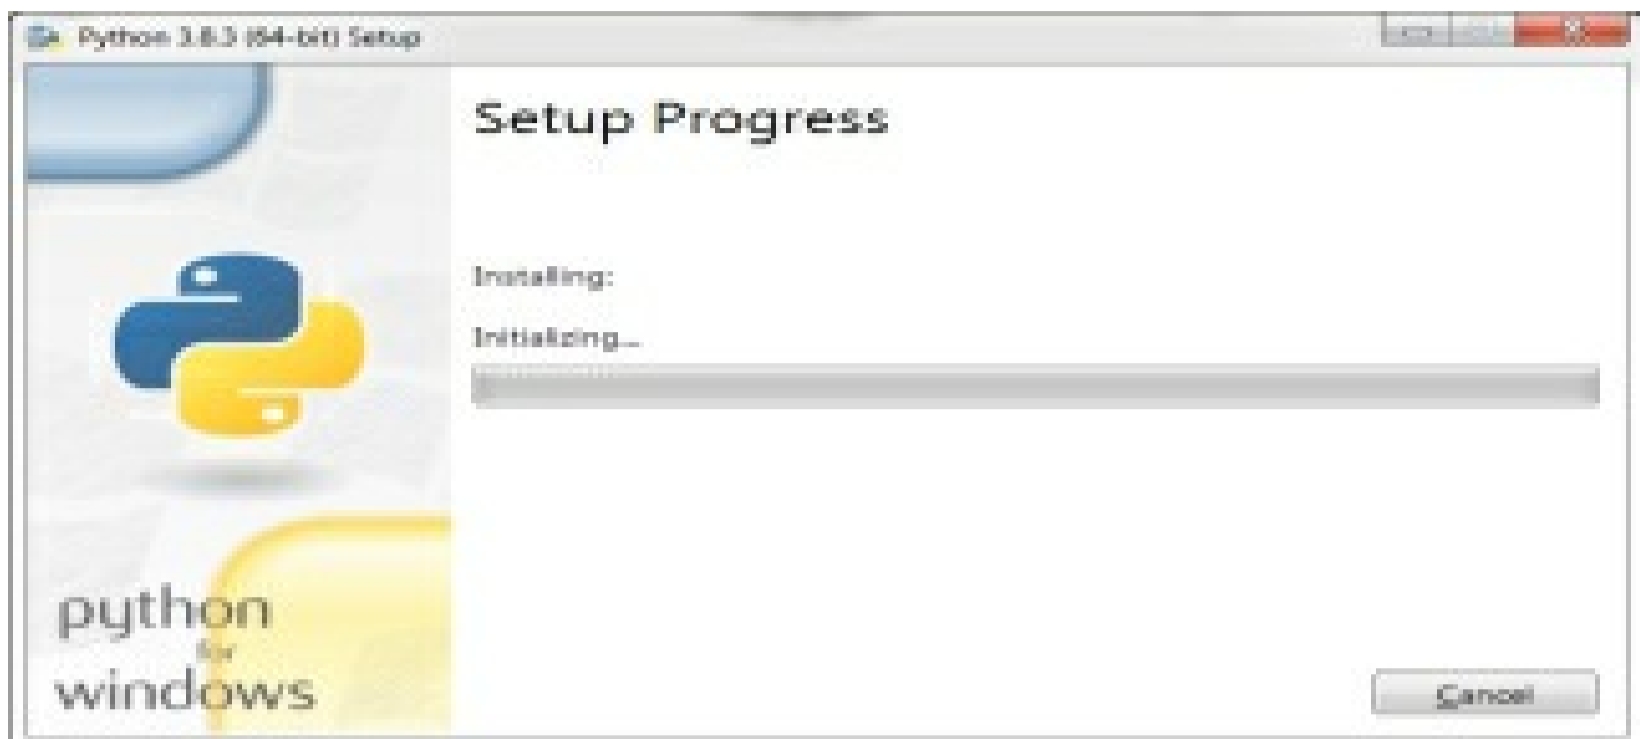 Python 3.8.3 (64-bit) Setup
Setup Progress
Installing:
Initializing...
python
for
windows
Cancel